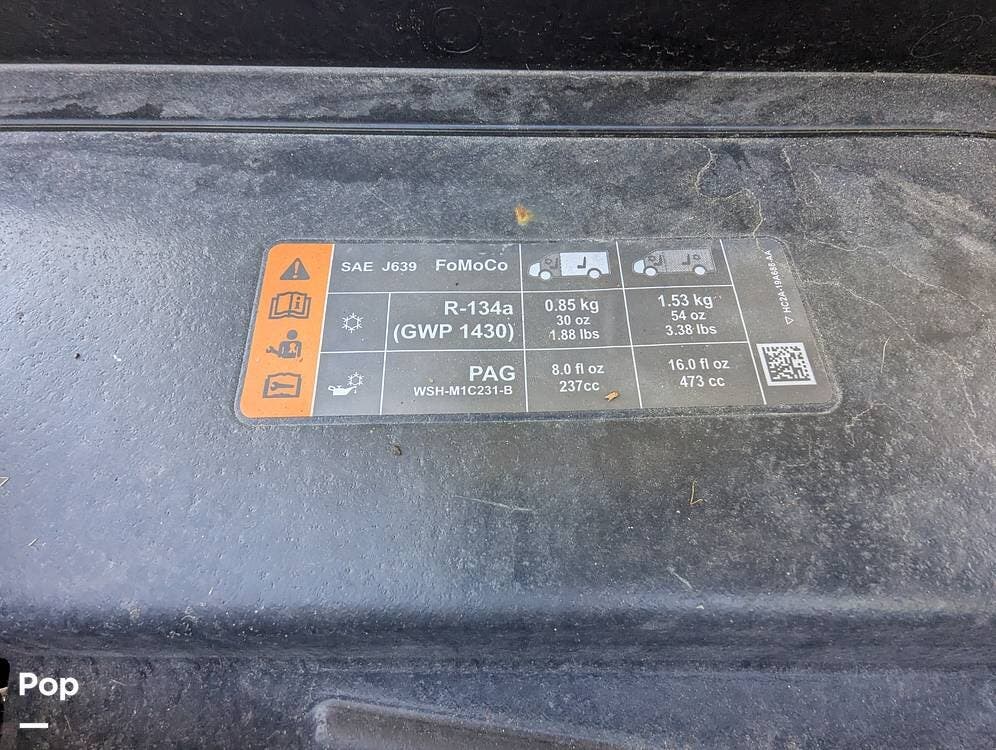 SAE J639 FoMoCo
R-134a
(GWP 1430)
0.85 kg
30 oz
1.88 lbs
1.53 kg
54 oz
3.38 lbs
PAG
WSH-M1C231-B
8.0 fl oz
237cc
16.0 fl oz
473 cc
HC2A-19A688-AA
Pop